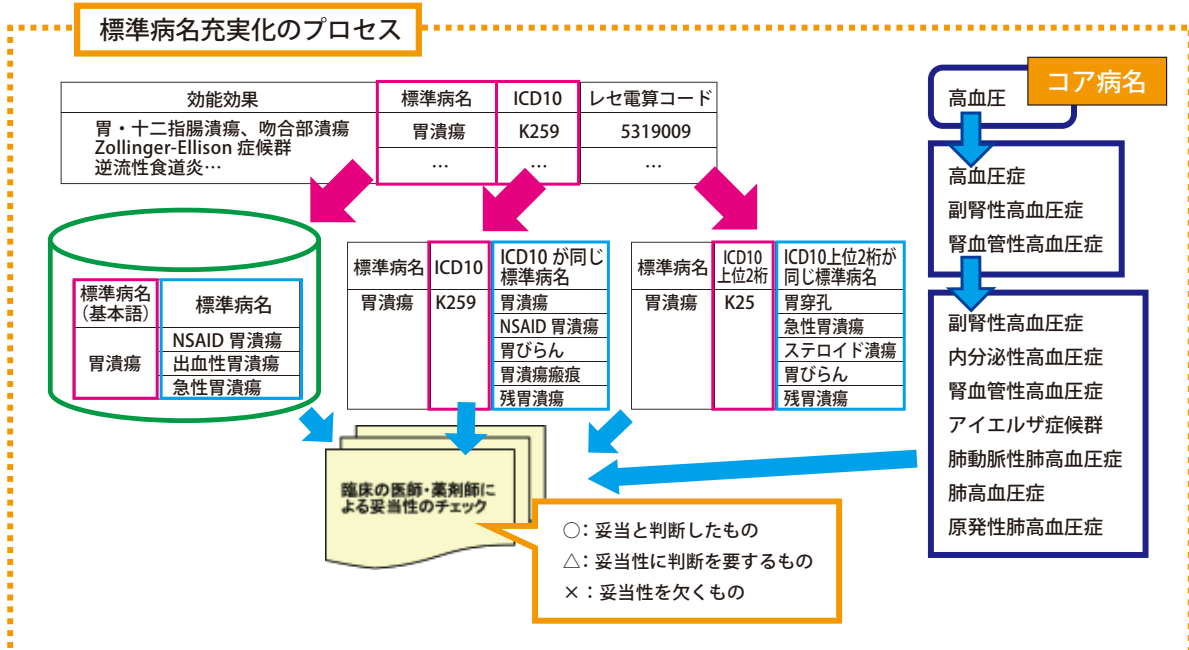 標準病名充実化のプロセス
効能効果
標準病名
ICD10
レセ電算コード
胃・十二指腸潰瘍、吻合部潰瘍
Zollinger-Ellison 症候群
逆流性食道炎…
胃潰瘍
K259
5319009
…
…
…
標準病名
(基本語)
標準病名
胃潰瘍
NSAID 胃潰瘍
出血性胃潰瘍
急性胃潰瘍
標準病名
ICD10
ICD10 が同じ
標準病名
胃潰瘍
K259
胃潰瘍
NSAID 胃潰瘍
胃びらん
胃潰瘍瘢痕
残胃潰瘍
標準病名
ICD10
上位2桁
ICD10上位2桁が
同じ標準病名
胃潰瘍
K25
胃穿孔
急性胃潰瘍
ステロイド潰瘍
胃びらん
残胃潰瘍
コア病名
高血圧
高血圧症
副腎性高血圧症
腎血管性高血圧症
副腎性高血圧症
内分泌性高血圧症
腎血管性高血圧症
アイエルザ症候群
肺動脈性肺高血圧症
肺高血圧症
原発性肺高血圧症
臨床の医師・薬剤師に
よる妥当性のチェック
○：妥当と判断したもの
△：妥当性に判断を要するもの
×：妥当性を欠くもの